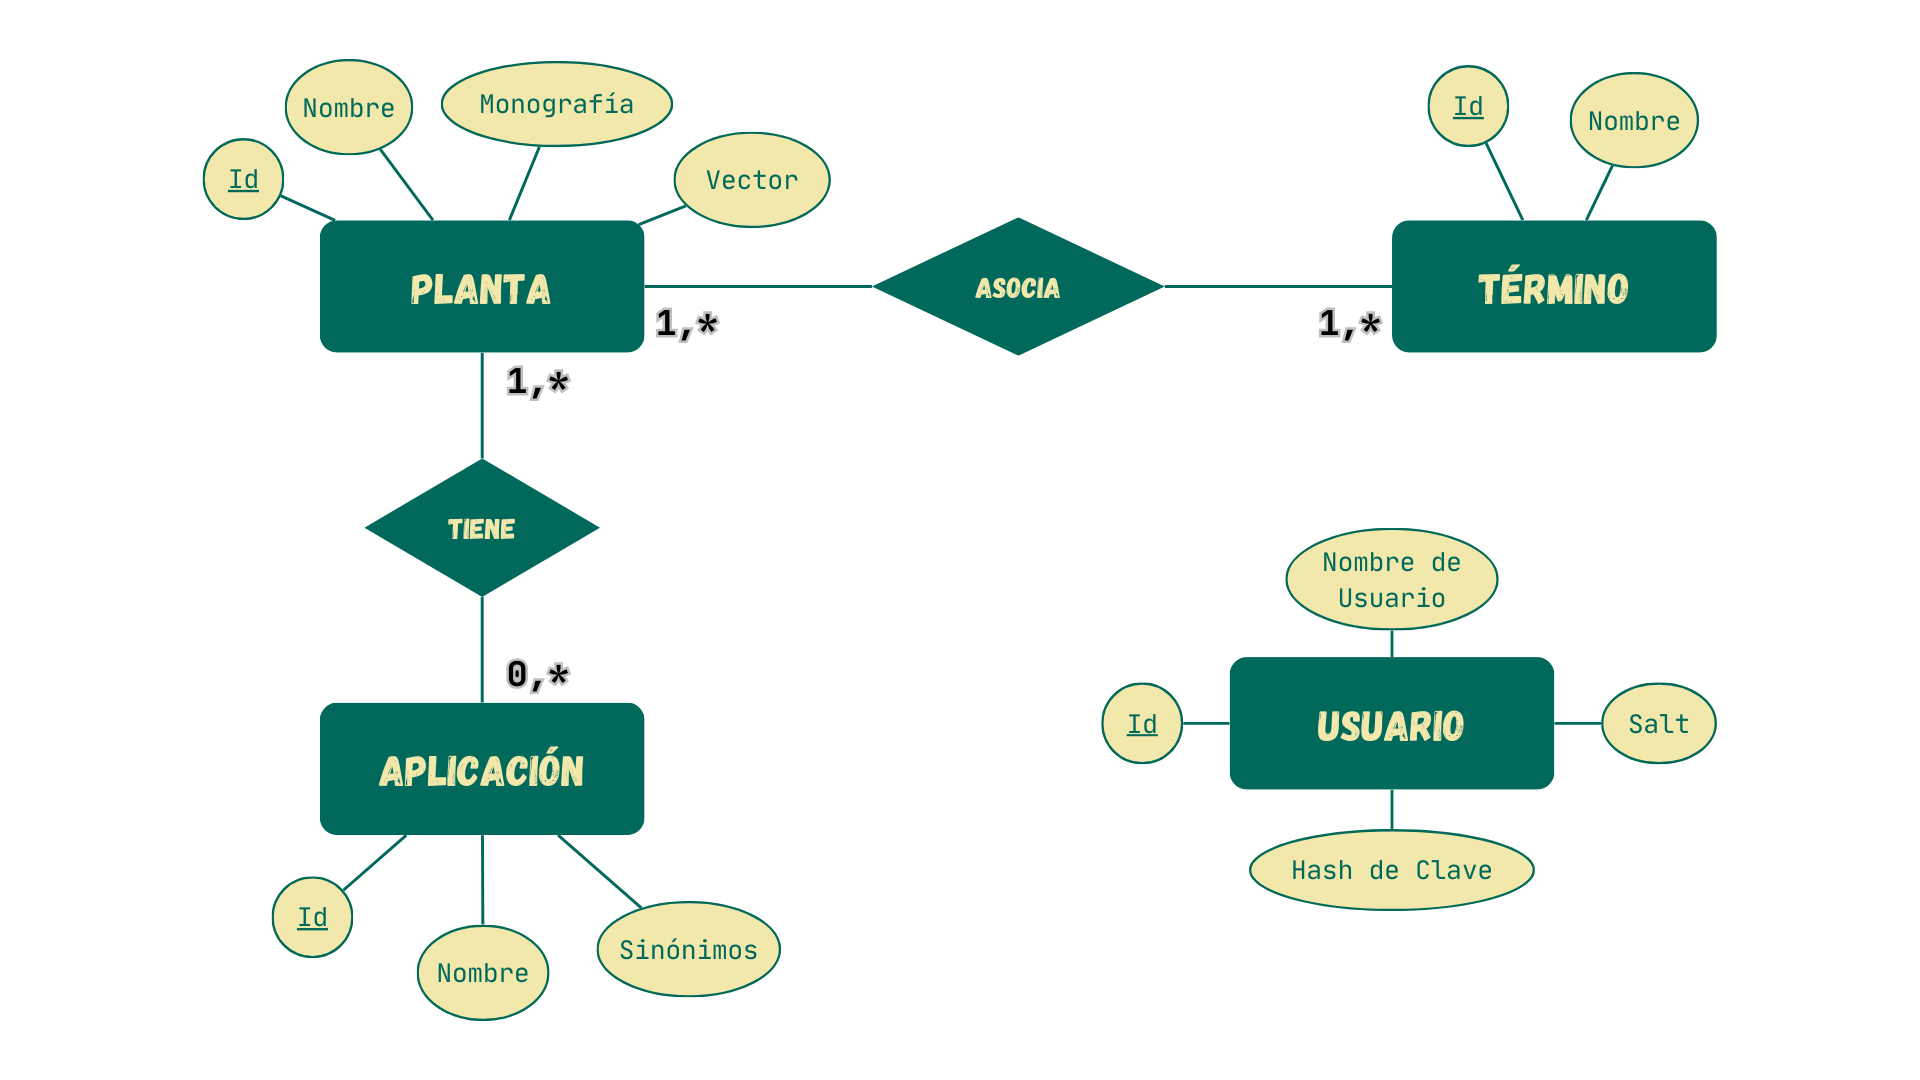 Id
Nombre
Monografía
Vector
PLANTA
1,*
ASOCIA
1,*
Id
Nombre
TÉRMINO
1,*
TIENE
0,*
APLICACIÓN
Id
Nombre
Sinónimos
Nombre de
Usuario
Id
USUARIO
Salt
Hash de Clave